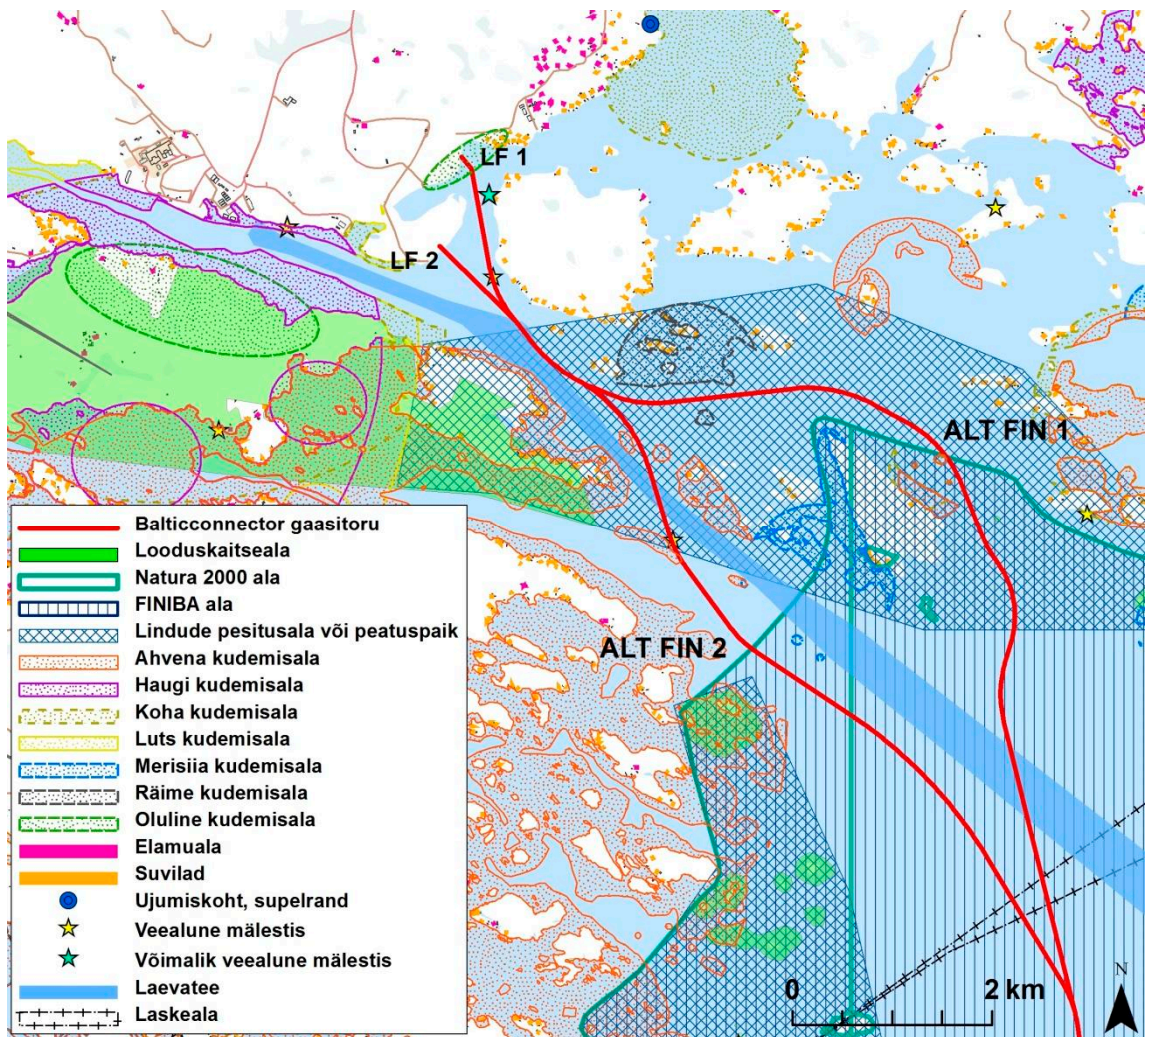 LF 1
LF 2
ALT FIN 1
ALT FIN 2
Balticconnector gaasitoru
Looduskaitseala
Natura 2000 ala
FINIBA ala
Lindude pesitusala või peatuspaik
Ahvena kudemisala
Haugi kudemisala
Koha kudemisala
Luts kudemisala
Merisiia kudemisala
Räime kudemisala
Oluline kudemisala
Elamuala
Suvilad
Ujumiskoht, supelrand
Veealune mälestis
Võimalik veealune mälestis
Laevatee
Laskeala
0 2 km
N